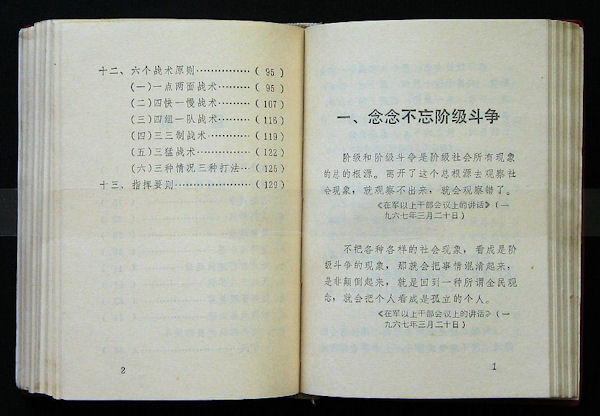 十二、六个战术原则……………( 95 )
(一)一点两面战术…………( 95 )
(二)四快一慢战术…………(107)
(三)四组一队战术…………(116)
(四)三三制战术……………(119)
(五)三猛战术………………(122)
(六)三种情况三种打法…(125)
十三、指挥要则………………(129)
2
一、念念不忘阶级斗争
阶级和阶级斗争是阶级社会所有现象
的总的根源。离开了这个总根源去观察社
会现象，就观察不出来，就会观察错了。
《在军以上干部会议上的讲话》(一
九六七年三月二十日)
不把各种各样的社会现象，看成是阶
级斗争的现象，那就会把事情混淆起来，
是非颠倒起来，就是回到一种所谓全民观
念，就会把个人看成是孤立的个人。
《在军以上干部会议上的讲话》(一
九六七年三月二十日)
1